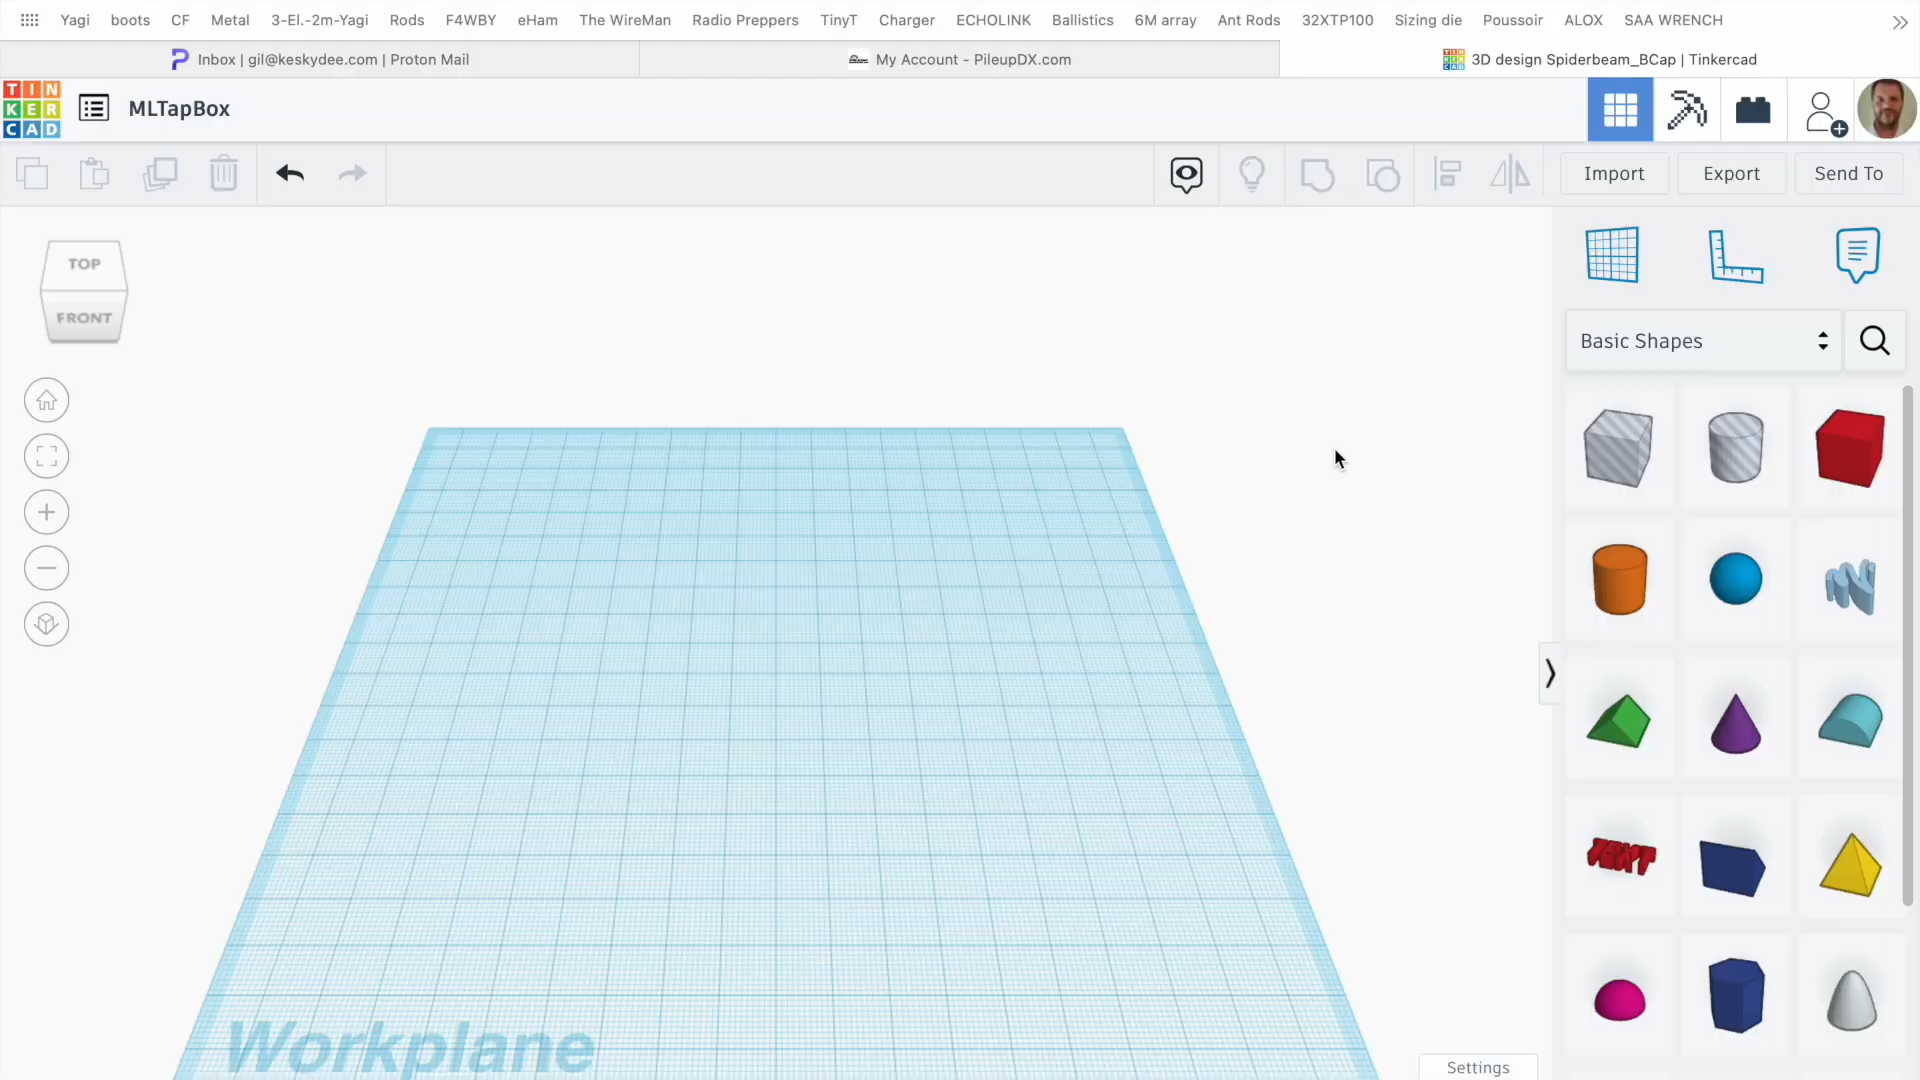 Yagi boots CF Metal 3-El.-2m-Yagi Rods F4WBY eHam The WireMan Radio Preppers TinyT Charger ECHOLINK Ballistics 6M array Ant Rods 32XTP100 Sizing die Poussoir ALOX SAA WRENCH
Inbox | gil@keskydee.com | Proton Mail
My Account - PileupDX.com
3D design Spiderbeam_BCap | Tinkercad
TIN
KER
CAD
MLTapBox
Import
Export
Send To
TOP
FRONT
Basic Shapes
TEXT
Workplane
Settings